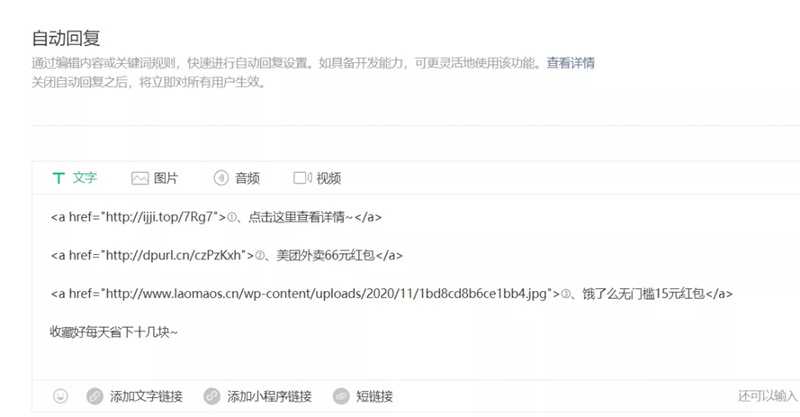 自动回复
通过编辑内容或关键词规则，快速进行自动回复设置。如具备开发能力，可更灵活地使用该功能。查看详情
关闭自动回复之后，将立即对所有用户生效。
文字 图片 音频 视频
<a href="http://ijji.top/7Rg7">①、点击这里查看详情~</a>
<a href="http://dpurl.cn/czPzKxh">②、美团外卖66元红包</a>
<a href="http://www.laomaos.cn/wp-content/uploads/2020/11/1bd8cd8b6ce1bb4.jpg">③、饿了么无门槛15元红包</a>
收藏好每天省下十几块~
添加文字链接 添加小程序链接 短链接 还可以输入